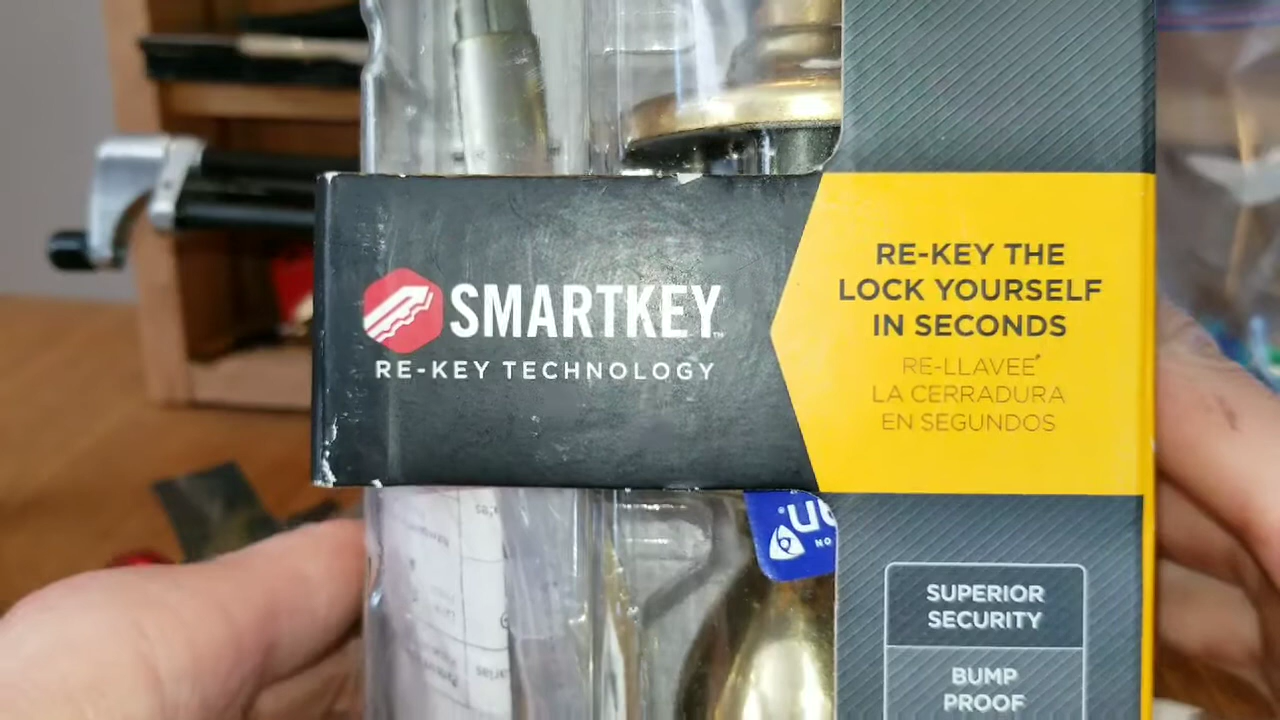 SMARTKEY™
RE-KEY TECHNOLOGY
RE-KEY THE
LOCK YOURSELF
IN SECONDS
RE-LLAVEE
LA CERRADURA
EN SEGUNDOS
SUPERIOR
SECURITY
BUMP
PROOF